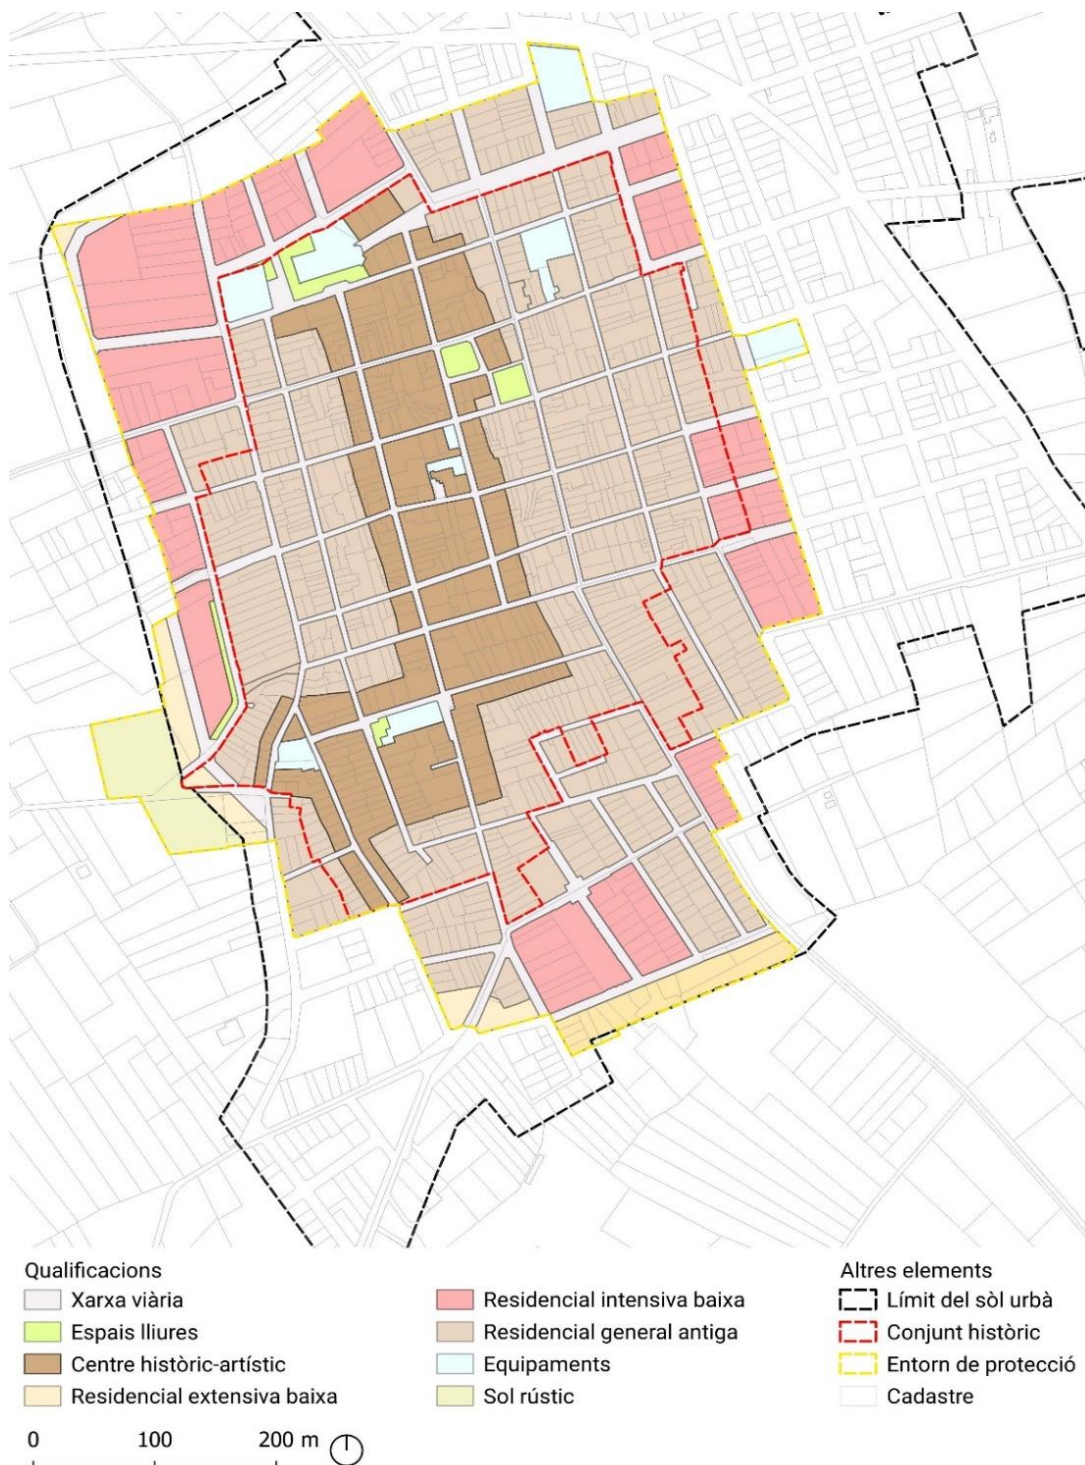 Qualificacions
Xarxa viària
Espais lliures
Centre històric-artístic
Residencial extensiva baixa
Residencial intensiva baixa
Residencial general antiga
Equipaments
Sol rústic
Altres elements
Límit del sòl urbà
Conjunt històric
Entorn de protecció
Cadastre
0 100 200 m